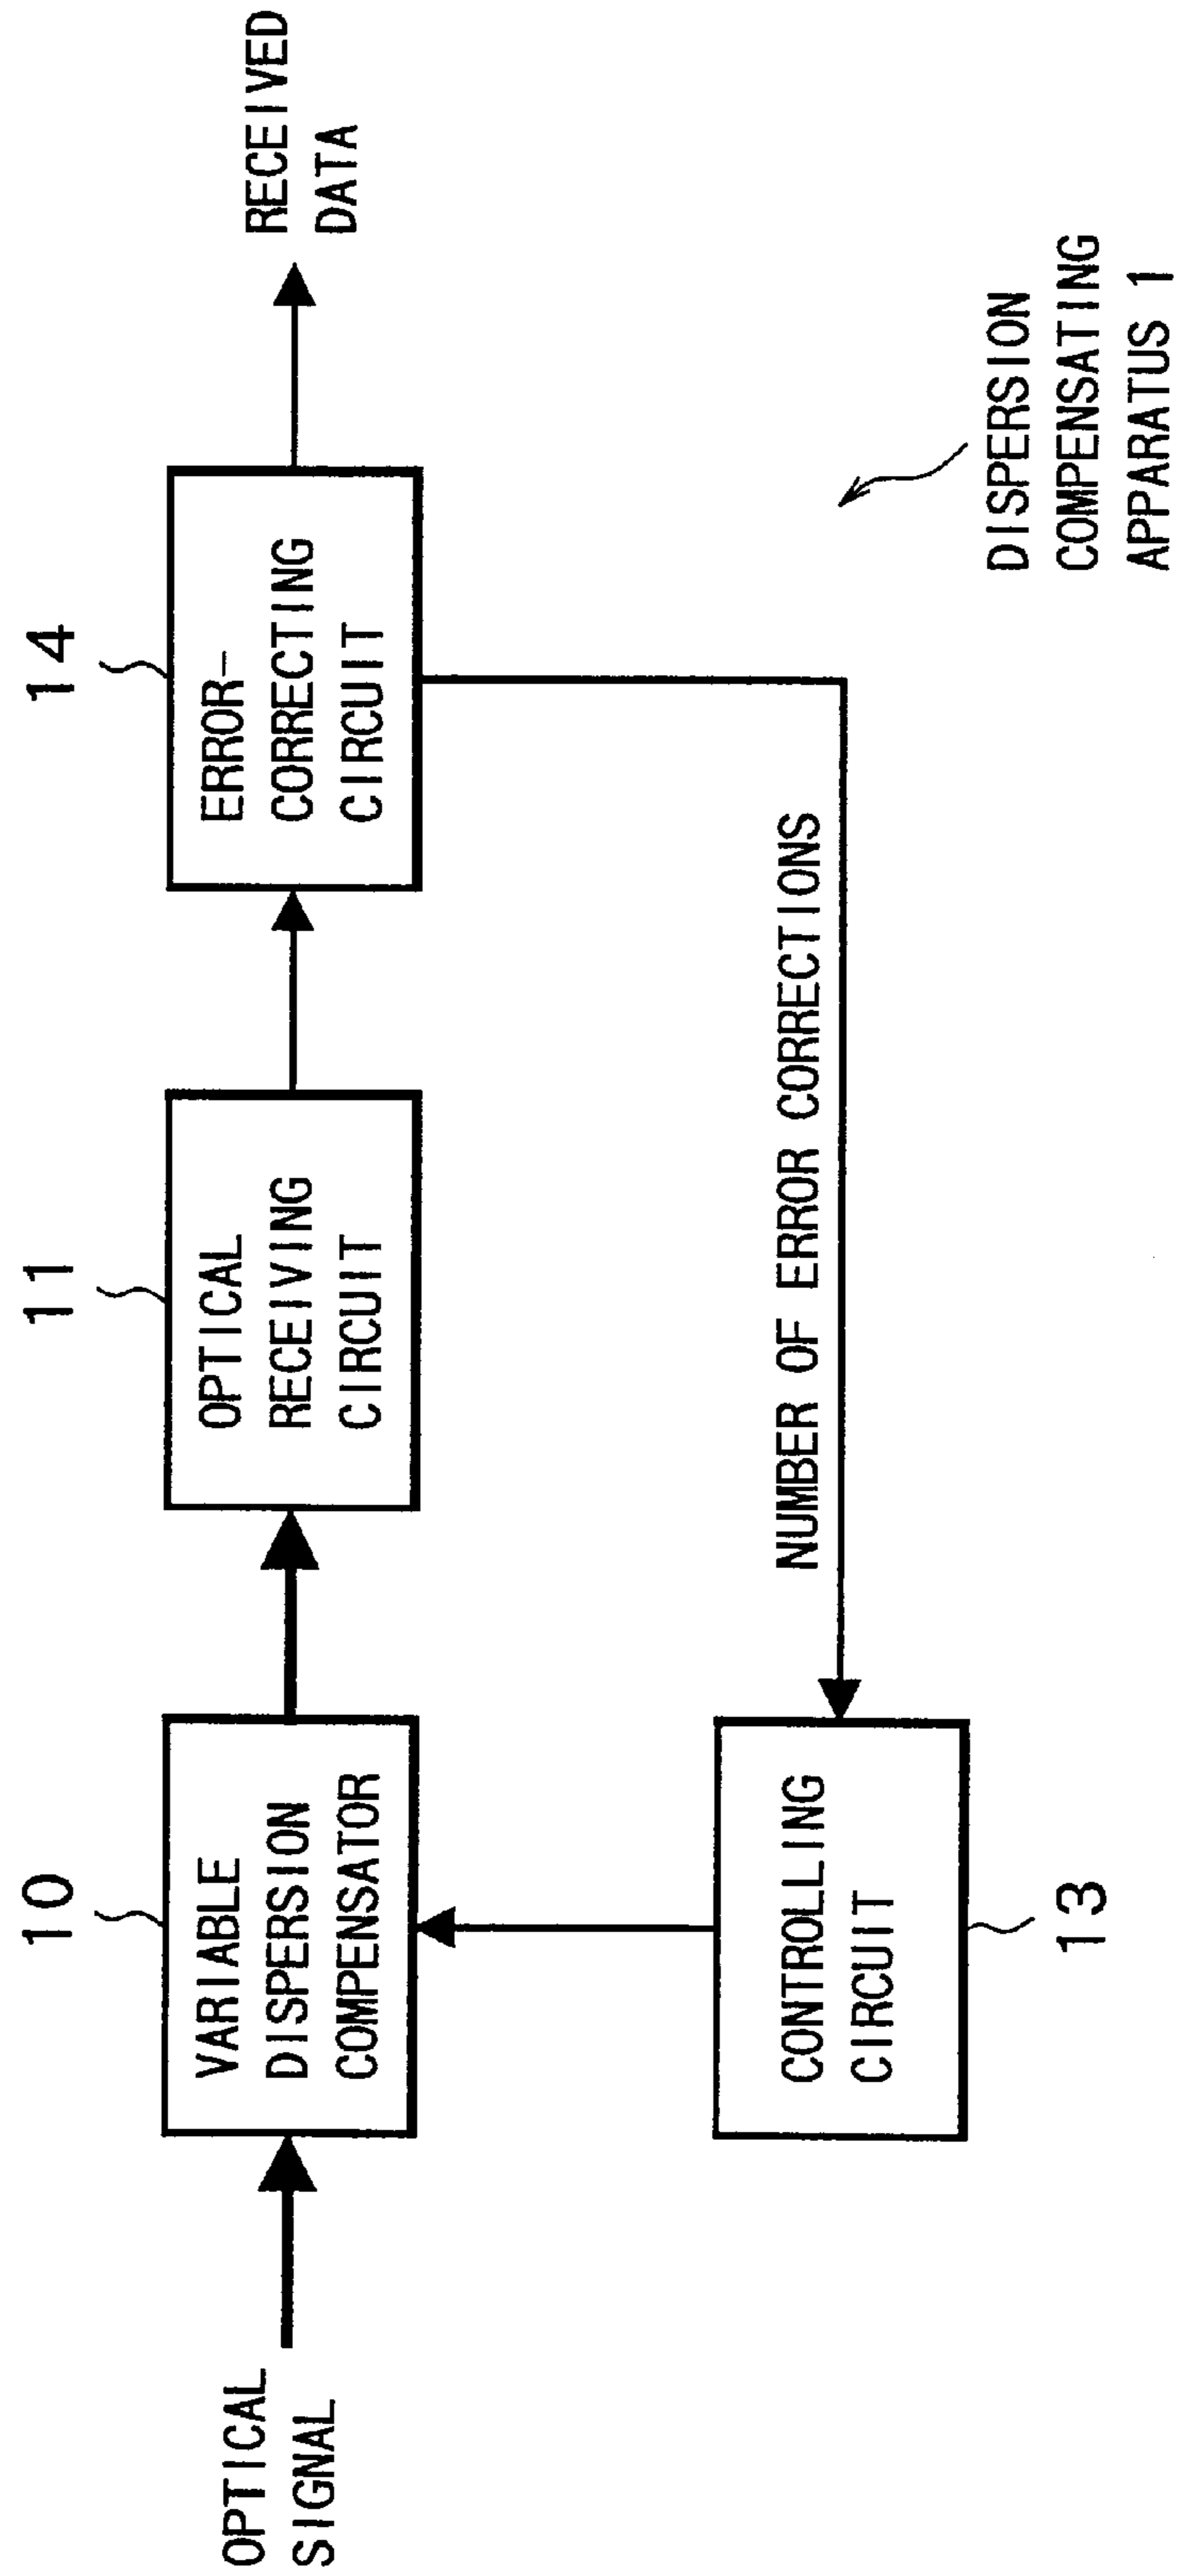 10
11
14
OPTICAL
SIGNAL
VARIABLE
DISPERSION
COMPENSATOR
OPTICAL
RECEIVING
CIRCUIT
ERROR-
CORRECTING
CIRCUIT
RECEIVED
DATA
NUMBER OF ERROR CORRECTIONS
CONTROLLING
CIRCUIT
13
DISPERSION
COMPENSATING
APPARATUS 1